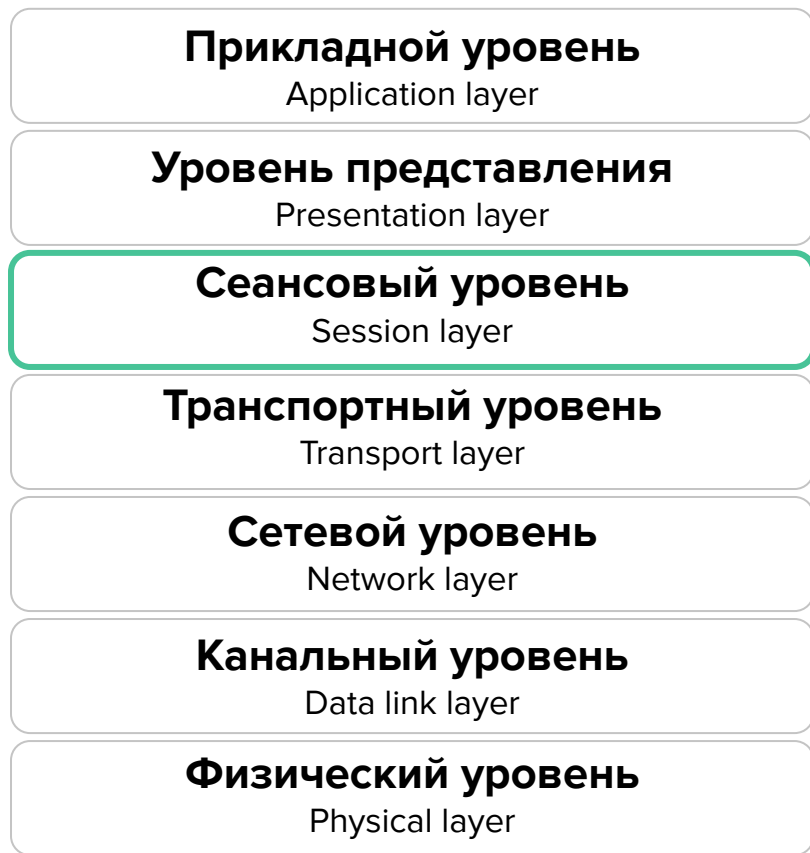 Прикладной уровень
Application layer
Уровень представления
Presentation layer
Сеансовый уровень
Session layer
Транспортный уровень
Transport layer
Сетевой уровень
Network layer
Канальный уровень
Data link layer
Физический уровень
Physical layer